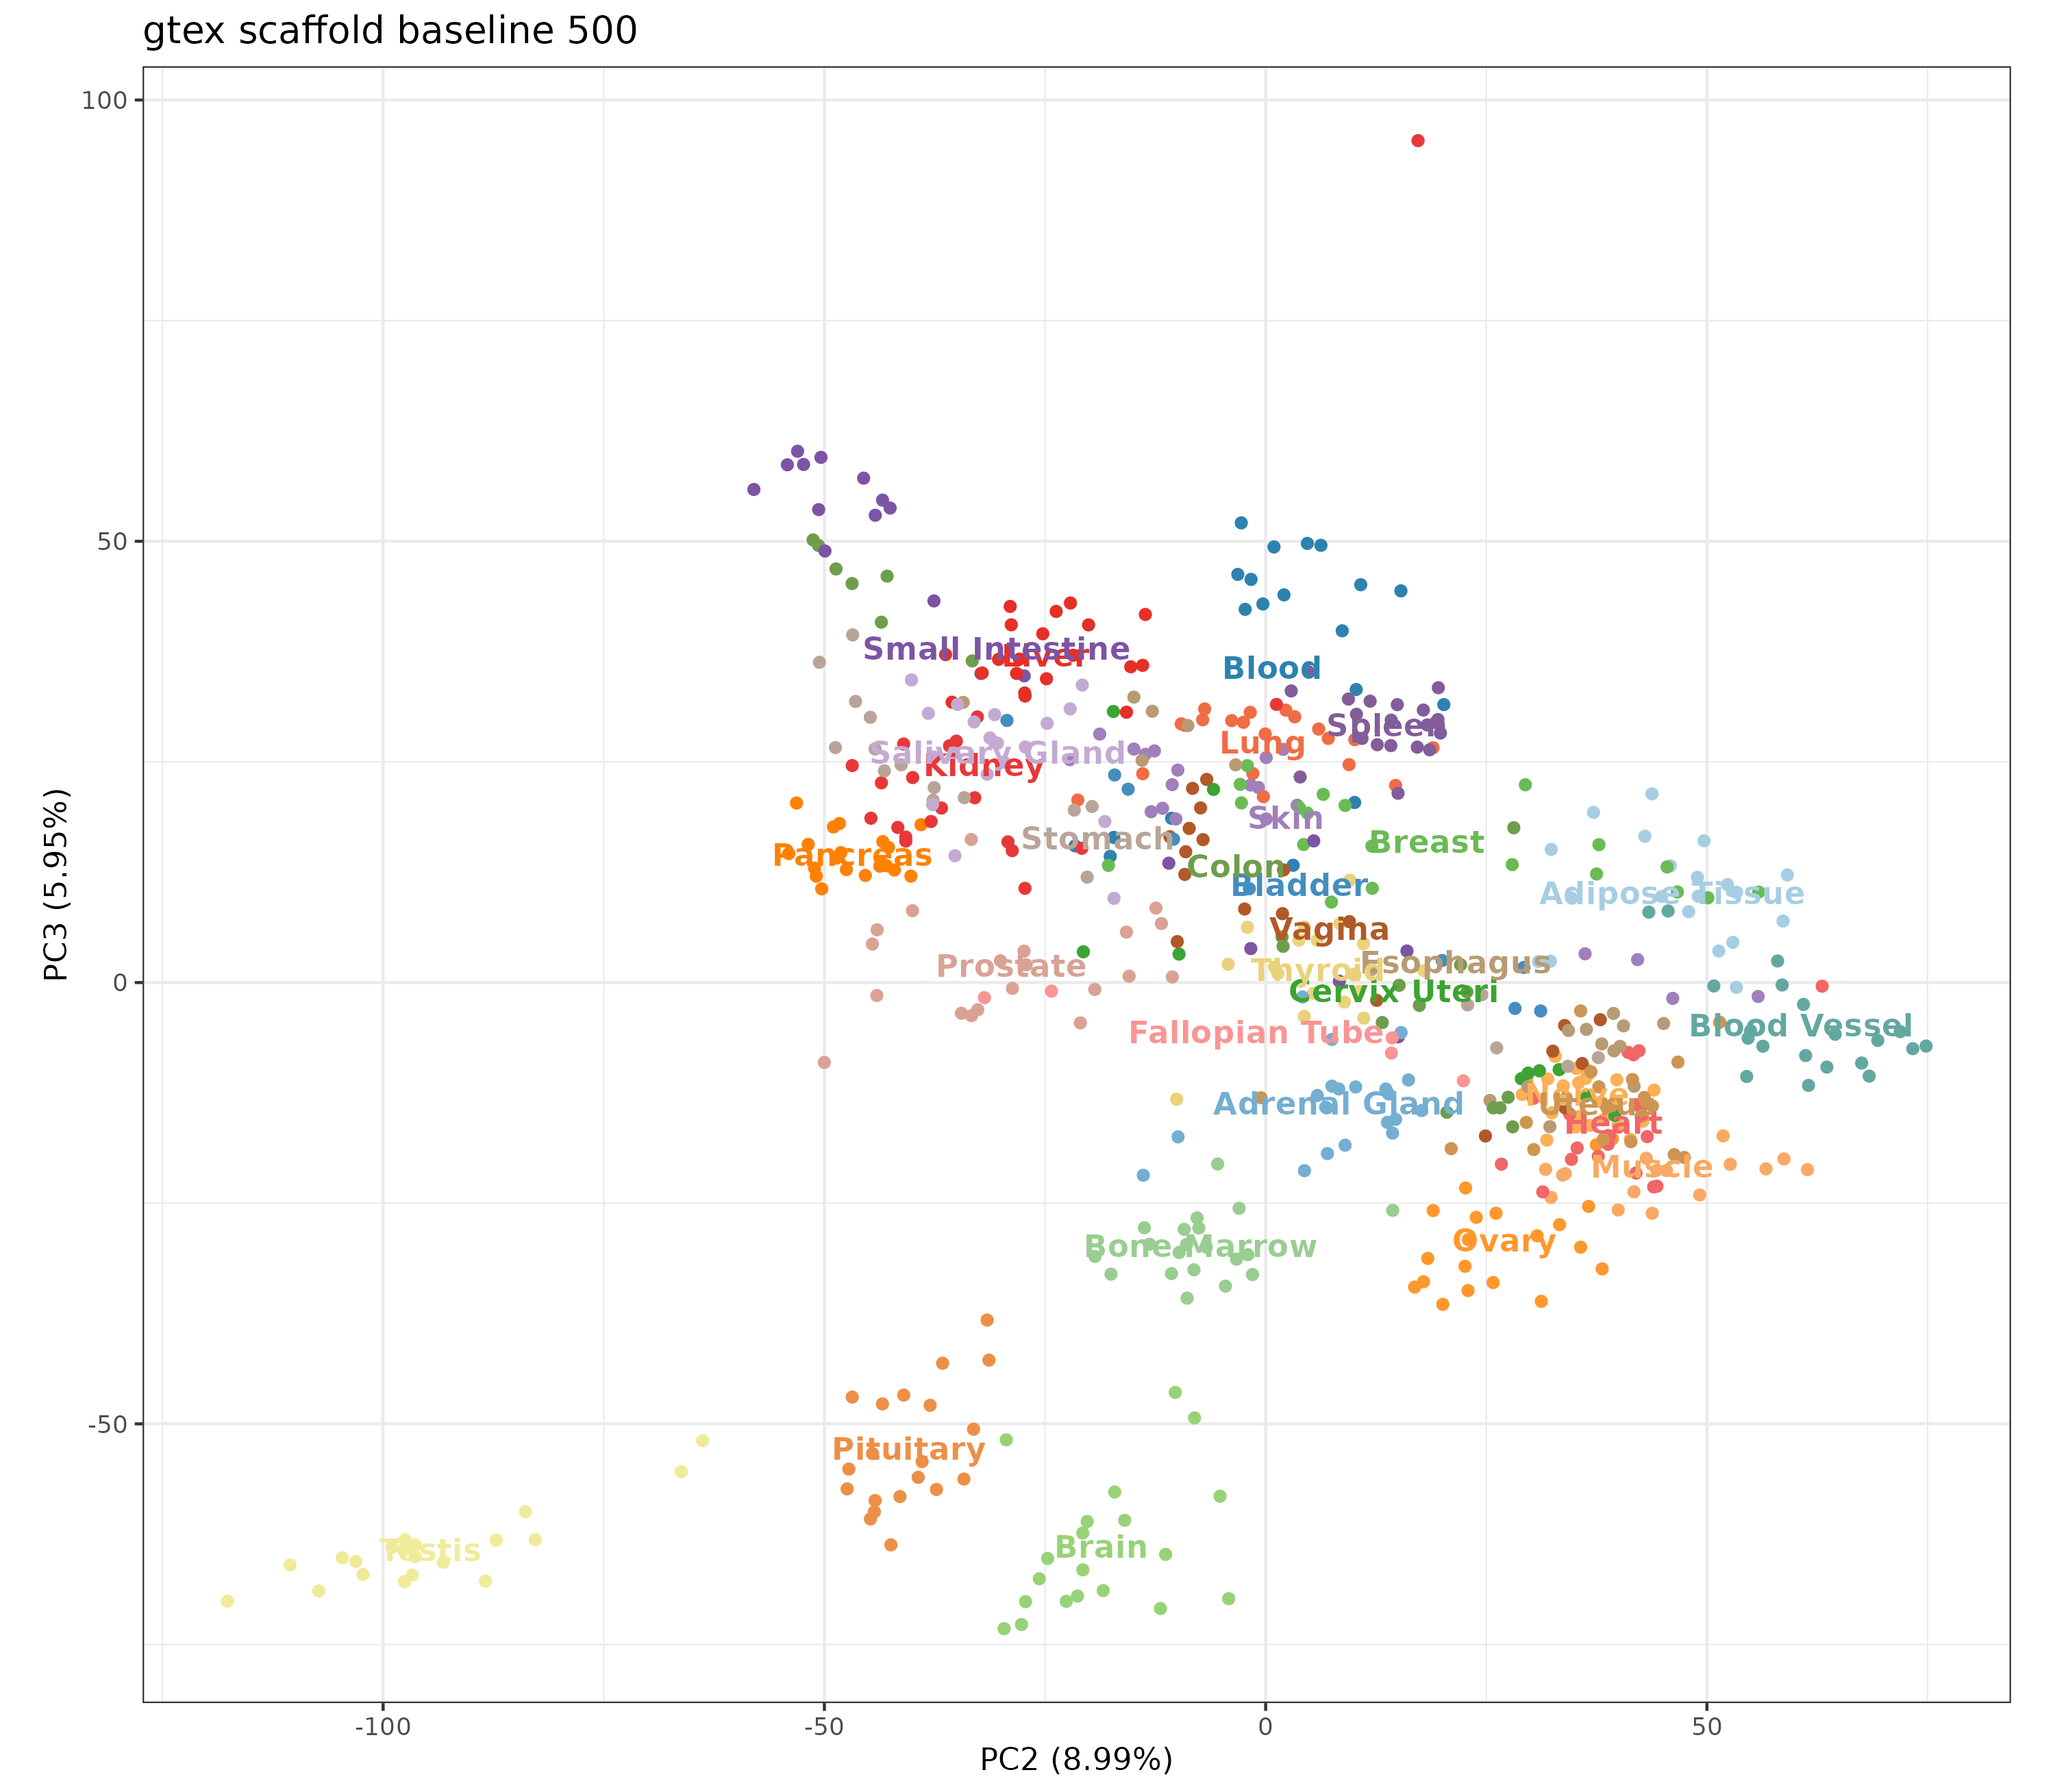 gtex scaffold baseline 500
100
50
0
-50
PC3 (5.95%)
Small Intestine
Liver
Blood
Spleen
Lung
Salivary Gland
Kidney
Skin
Stomach
Breast
Pancreas
Colon
Bladder
Adipose Tissue
Vagina
Prostate
Thyroid
Esophagus
Cervix Uteri
Fallopian Tube
Blood Vessel
Adrenal Gland
Nerve
Uterus
Heart
Muscle
Bone Marrow
Ovary
Pituitary
Testis
Brain
-100
-50
0
50
PC2 (8.99%)